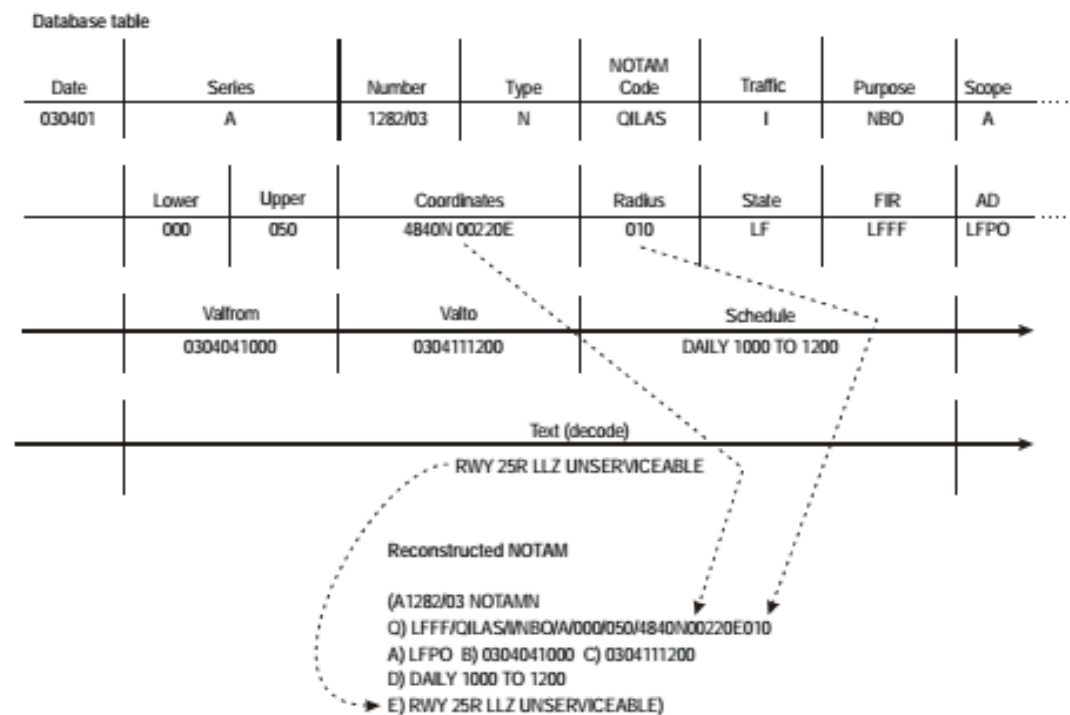 Database table
NOTAM
Date Series Number Type Code Traffic Purpose Scope
030401 A 1282/03 N QILAS I NBO A
Lower Upper Coordinates Radius State FIR AD
000 050 4840N 00220E 010 LF LFFF LFPO
Valfrom Valto Schedule
0304041000 0304111200 DAILY 1000 TO 1200
Text (decode)
RWY 25R LLZ UNSERVICEABLE
Reconstructed NOTAM
(A1282/03 NOTAMN
Q) LFFF/QILAS/I/NBO/A/000/050/4840N00220E010
A) LFPO B) 0304041000 C) 0304111200
D) DAILY 1000 TO 1200
E) RWY 25R LLZ UNSERVICEABLE)